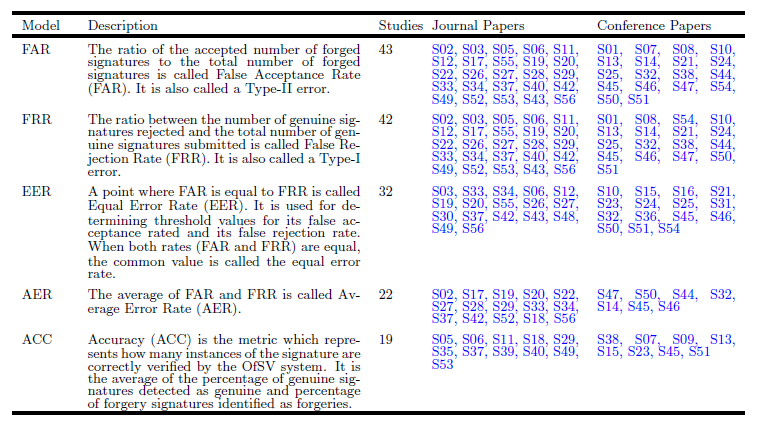 Model Description Studies Journal Papers Conference Papers
FAR The ratio of the accepted number of forged 43 S02, S03, S05, S06, S11, S01, S07, S08, S10,
signatures to the total number of forged S12, S17, S55, S19, S20, S13, S14, S21, S24,
signatures is called False Acceptance Rate S22, S26, S27, S28, S29, S25, S32, S38, S44,
(FAR). It is also called a Type-II error. S33, S34, S37, S40, S42, S45, S46, S47, S54,
S49, S52, S53, S43, S56 S50, S51
FRR The ratio between the number of genuine sig- 42 S02, S03, S05, S06, S11, S01, S08, S54, S10,
natures rejected and the total number of gen- S12, S17, S55, S19, S20, S13, S14, S21, S24,
uine signatures submitted is called False Re- S22, S26, S27, S28, S29, S25, S32, S38, S44,
jection Rate (FRR). It is also called a Type-I S33, S34, S37, S40, S42, S45, S46, S47, S50,
error. S49, S52, S53, S43, S56 S51
EER A point where FAR is equal to FRR is called 32 S03, S33, S34, S06, S12, S10, S15, S16, S21,
Equal Error Rate (EER). It is used for de- S19, S20, S55, S26, S27, S23, S24, S25, S31,
termining threshold values for its false ac- S30, S37, S42, S43, S48, S32, S36, S45, S46,
ceptance rated and its false rejection rate. S49, S56 S50, S51, S54
When both rates (FAR and FRR) are equal,
the common value is called the equal error
rate.
AER The average of FAR and FRR is called Av- 22 S02, S17, S19, S20, S22, S47, S50, S44, S32,
erage Error Rate (AER). S27, S28, S29, S33, S34, S14, S45, S46
S37, S42, S52, S18, S56
ACC Accuracy (ACC) is the metric which repre- 19 S05, S06, S11, S18, S29, S38, S07, S09, S13,
sents how many instances of the signature are S35, S37, S39, S40, S49, S15, S23, S45, S51
correctly verified by the OfSV system. It is S53
the average of the percentage of genuine sig-
natures detected as genuine and percentage
of forgery signatures identified as forgeries.